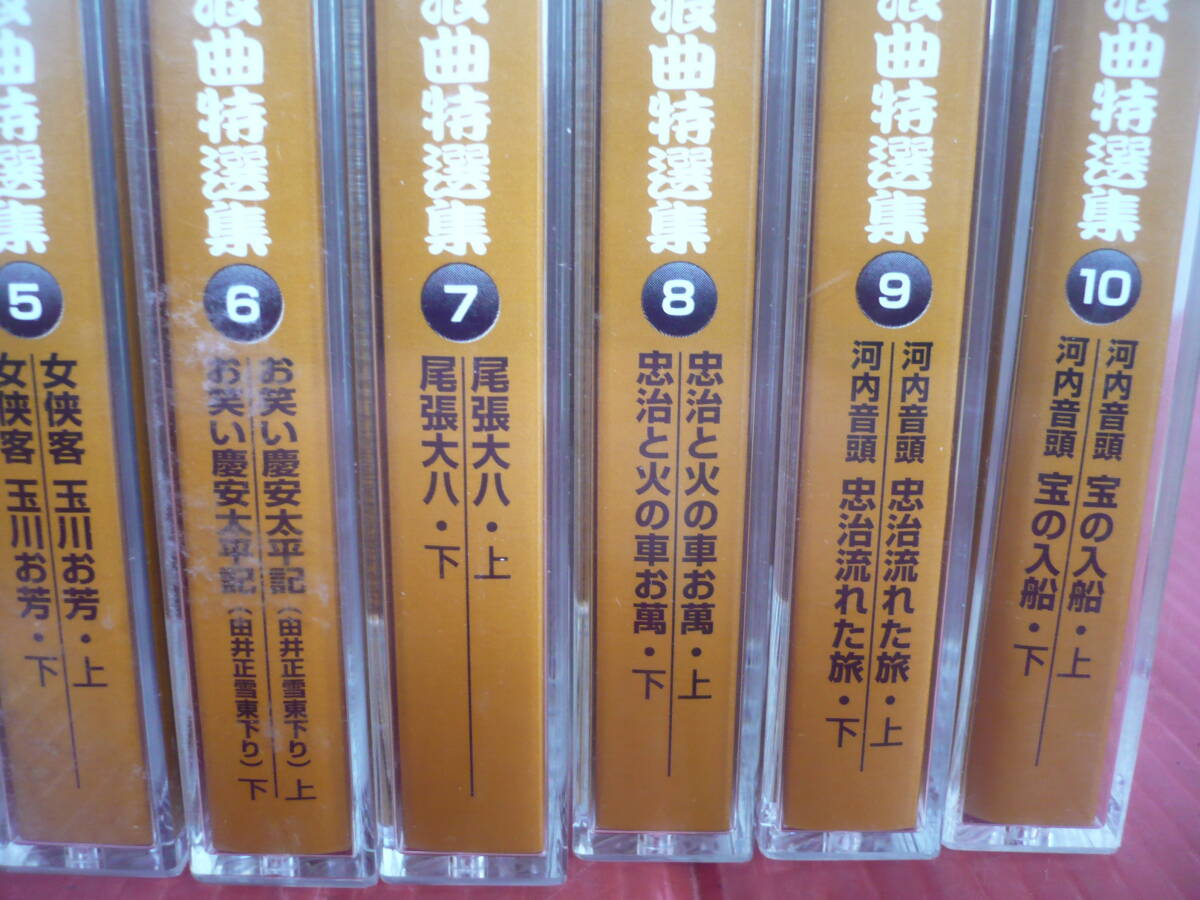 浪曲特選集
5
女侠客 玉川お芳・上
女侠客 玉川お芳・下
浪曲特選集
6
お笑い慶安太平記(由井正雪東下り)上
お笑い慶安太平記(由井正雪東下り)下
浪曲特選集
7
尾張大八・上
尾張大八・下
浪曲特選集
8
忠治と火の車お萬・上
忠治と火の車お萬・下
浪曲特選集
9
河内音頭 忠治流れた旅・上
河内音頭 忠治流れた旅・下
浪曲特選集
10
河内音頭 宝の入船・上
河内音頭 宝の入船・下